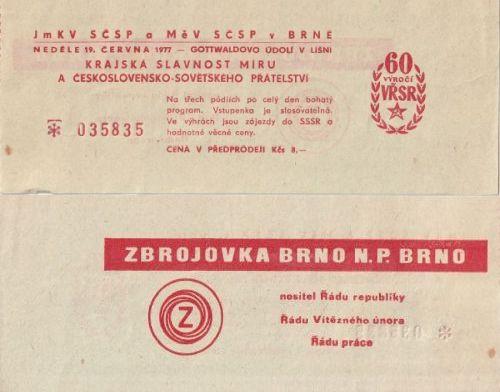 JmKV SČSP a MěV SČSP v BRNE
NEDĚLE 19. ČERVNA 1977 — GOTTWALDOVO ÚDOLÍ V LÍŠNI
KRAJSKÁ SLAVNOST MÍRU
A ČESKOSLOVENSKO-SOVĚTSKÉHO PŘÁTELSTVÍ
Na třech pódiích po celý den bohatý
program. Vstupenka je slosovatelná.
Ve výhrách jsou zájezdy do SSSR a
hodnotné věcné ceny.
CENA V PŘEDPRODEJI Kčs 8,—
* 035835
60
VÝROČÍ
VŘSR
ZBROJOVKA BRNO N.P. BRNO
Z
nositel Řádu republiky
Řádu Vítězného února
Řádu práce